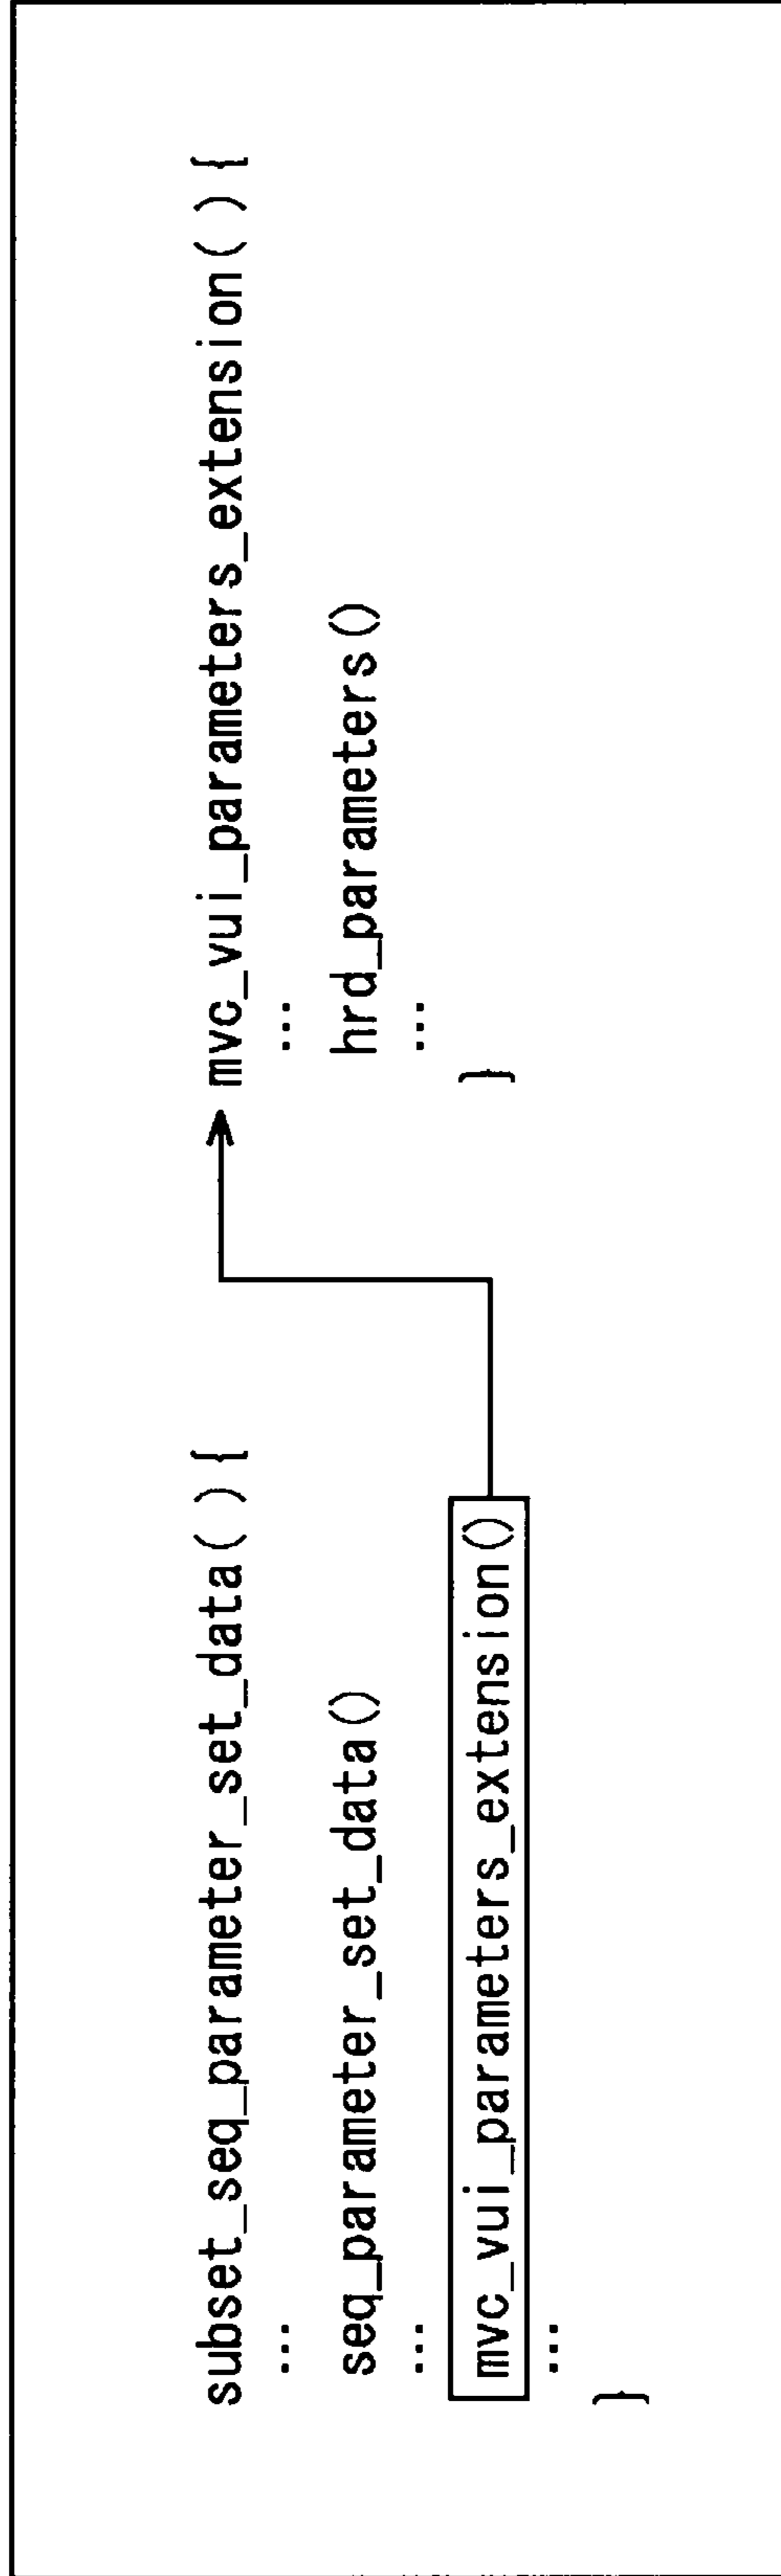 subset_seq_parameter_set_data( ) {
...
seq_parameter_set_data()
...
mvc_vui_parameters_extension()
...
}
mvc_vui_parameters_extension( ) {
...
hrd_parameters()
...
}